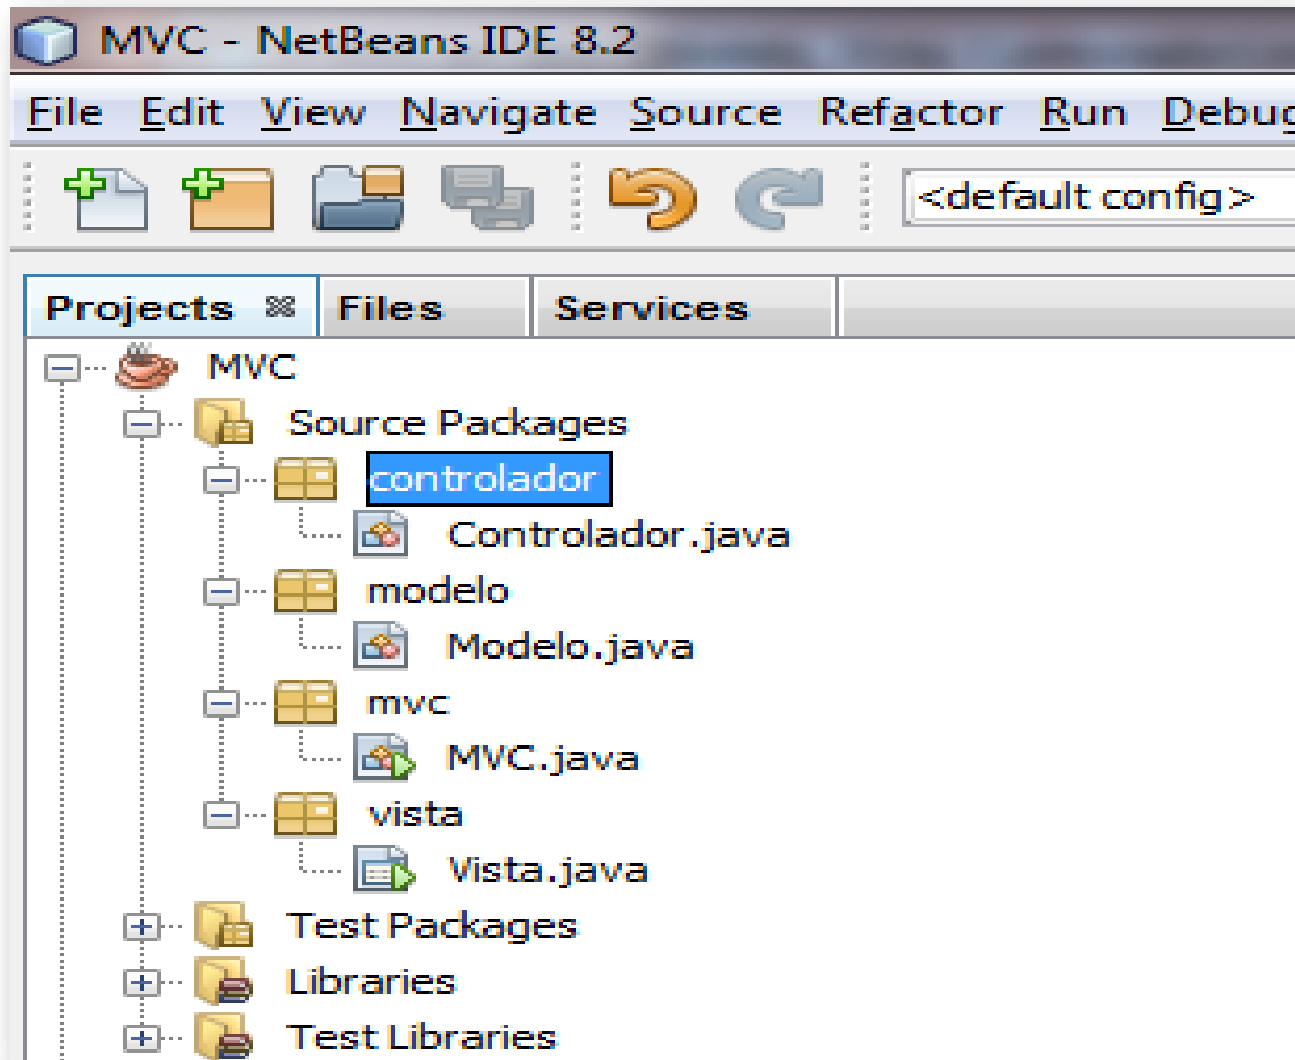 MVC - NetBeans IDE 8.2
File Edit View Navigate Source Refactor Run Debug
<default config>
Projects Files Services
MVC
Source Packages
controlador
Controlador.java
modelo
Modelo.java
mvc
MVC.java
vista
Vista.java
Test Packages
Libraries
Test Libraries